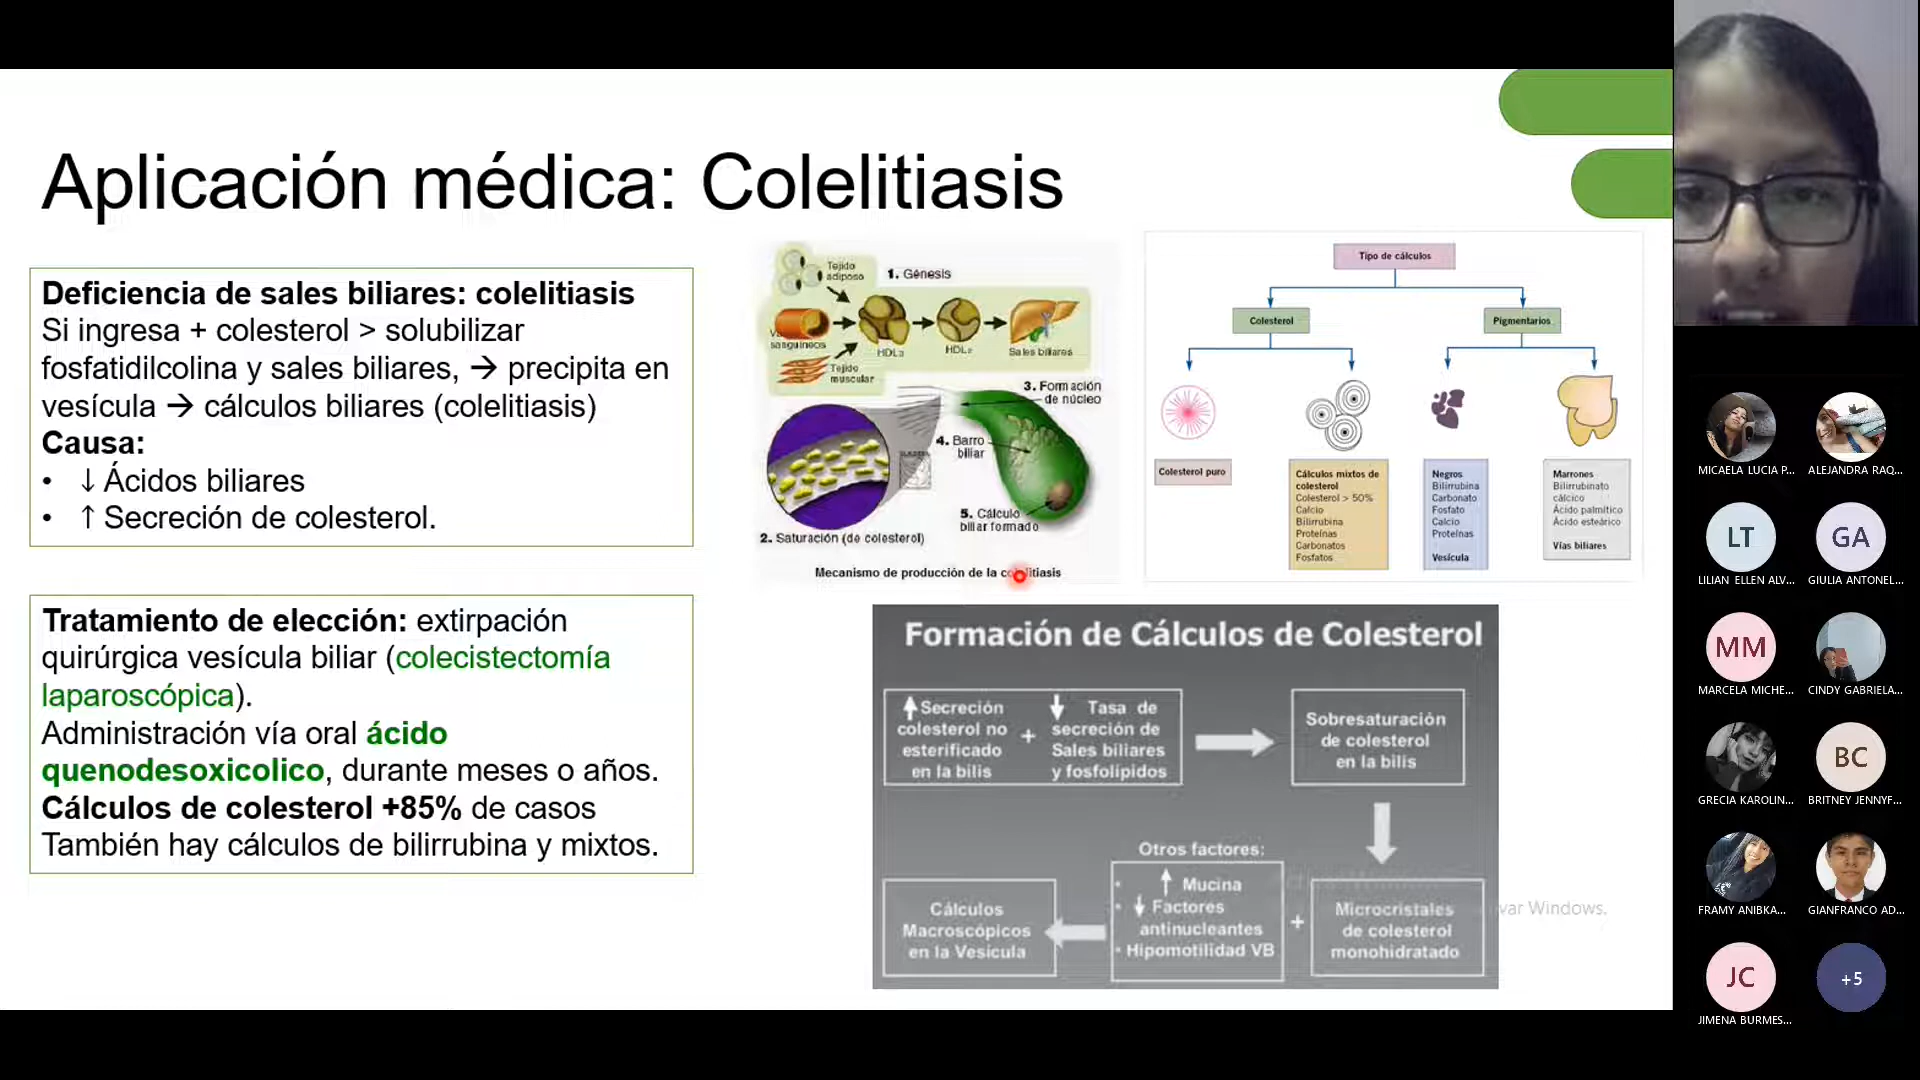 Aplicación médica: Colelitiasis
Deficiencia de sales biliares: colelitiasis
Si ingresa + colesterol > solubilizar
fosfatidilcolina y sales biliares, → precipita en
vesícula → cálculos biliares (colelitiasis)
Causa:
• ↓ Ácidos biliares
• ↑ Secreción de colesterol.
Tratamiento de elección: extirpación
quirúrgica vesícula biliar (colecistectomía
laparoscópica).
Administración vía oral ácido
quenodesoxicolico, durante meses o años.
Cálculos de colesterol +85% de casos
También hay cálculos de bilirrubina y mixtos.
Tejido
adiposo
1. Génesis
sanguíneos
HDL₃
HDL₂
Sales biliares
Tejido
muscular
3. Formación
de núcleo
4. Barro
biliar
5. Cálculo
biliar formado
2. Saturación (de colesterol)
Mecanismo de producción de la colelitiasis
Tipo de cálculos
Colesterol
Pigmentarios
Colesterol puro
Cálculos mixtos de
colesterol
Colesterol > 50%
Calcio
Bilirrubina
Proteínas
Carbonatos
Fosfatos
Negros
Bilirrubina
Carbonato
Fosfato
Calcio
Proteínas
Vesícula
Marrones
Bilirrubinato
cálcico
Ácido palmítico
Ácido esteárico
Vías biliares
Formación de Cálculos de Colesterol
↑ Secreción
colesterol no
esterificado
en la bilis
+
↓ Tasa de
secreción de
Sales biliares
y fosfolípidos
Sobresaturación
de colesterol
en la bilis
Otros factores:
• ↑ Mucina
• ↓ Factores
antinucleantes
• Hipomotilidad VB
+
Microcristales
de colesterol
monohidratado
Cálculos
Macroscópicos
en la Vesícula
var Windows.
MICAELA LUCIA P...
ALEJANDRA RAQ...
LT
LILIAN ELLEN ALV...
GA
GIULIA ANTONEL...
MM
MARCELA MICHE...
CINDY GABRIELA...
GRECIA KAROLIN...
BC
BRITNEY JENNYF...
FRAMY ANIBKA...
GIANFRANCO AD...
JC
JIMENA BURMES...
+5